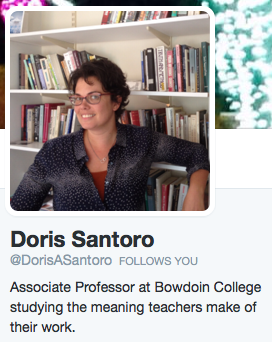 Doris Santoro
@DorisASantoro FOLLOWS YOU
Associate Professor at Bowdoin College
studying the meaning teachers make of
their work.